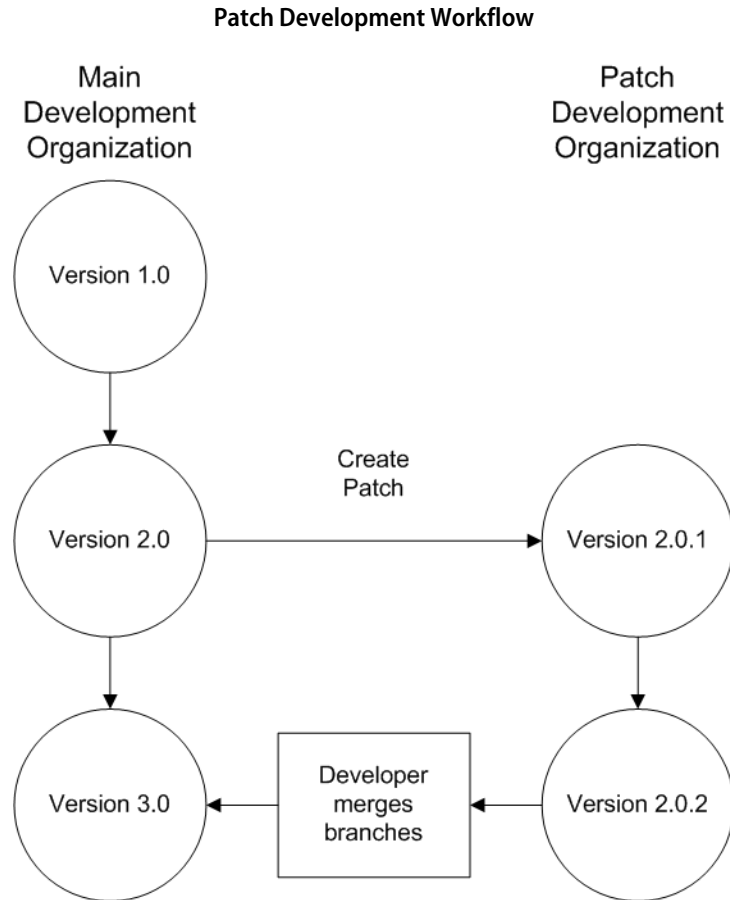 Patch Development Workflow
Main
Development
Organization
Patch
Development
Organization
Version 1.0
Create
Patch
Version 2.0
Version 2.0.1
Developer
merges
branches
Version 3.0
Version 2.0.2